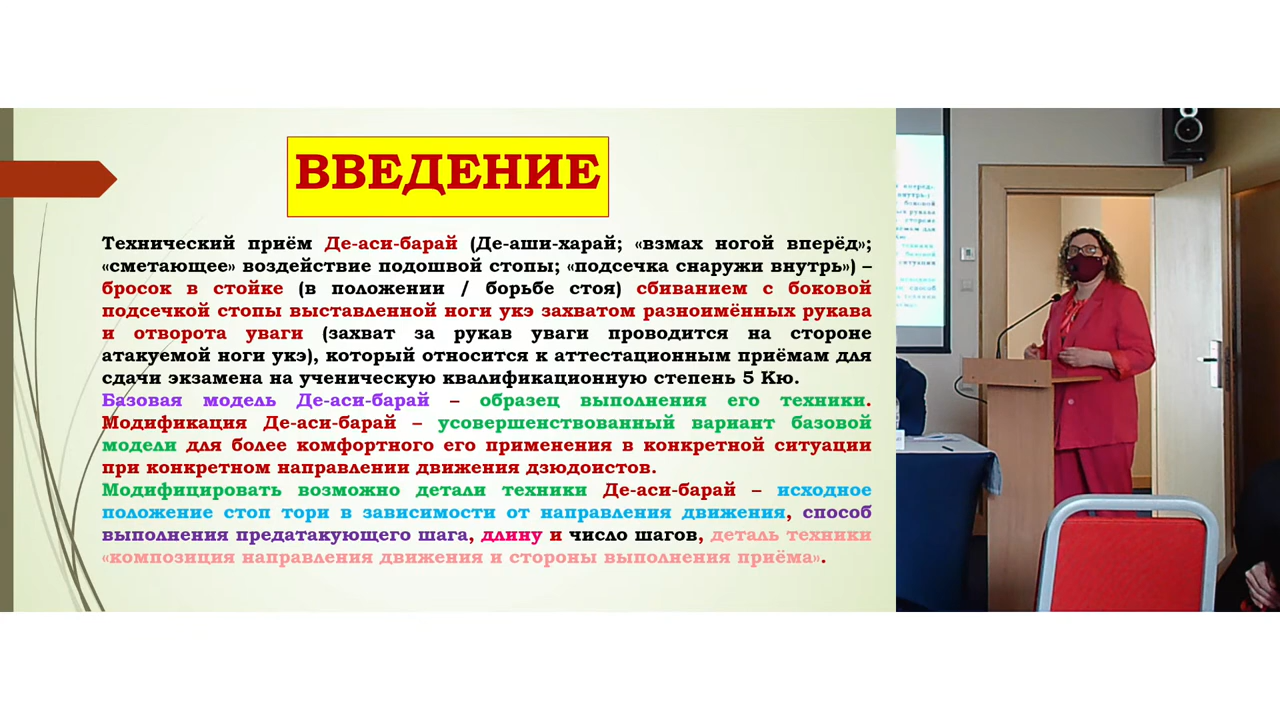 ВВЕДЕНИЕ
Технический приём Де-аси-барай (Де-аши-харай; «взмах ногой вперёд»;
«сметающее» воздействие подошвой стопы; «подсечка снаружи внутрь») –
бросок в стойке (в положении / борьбе стоя) сбиванием с боковой
подсечкой стопы выставленной ноги укэ захватом разноимённых рукава
и отворота уваги (захват за рукав уваги проводится на стороне
атакуемой ноги укэ), который относится к аттестационным приёмам для
сдачи экзамена на ученическую квалификационную степень 5 Кю.
Базовая модель Де-аси-барай – образец выполнения его техники.
Модификация Де-аси-барай – усовершенствованный вариант базовой
модели для более комфортного его применения в конкретной ситуации
при конкретном направлении движения дзюдоистов.
Модифицировать возможно детали техники Де-аси-барай – исходное
положение стоп тори в зависимости от направления движения, способ
выполнения предатакующего шага, длину и число шагов, деталь техники
«композиция направления движения и стороны выполнения приёма».